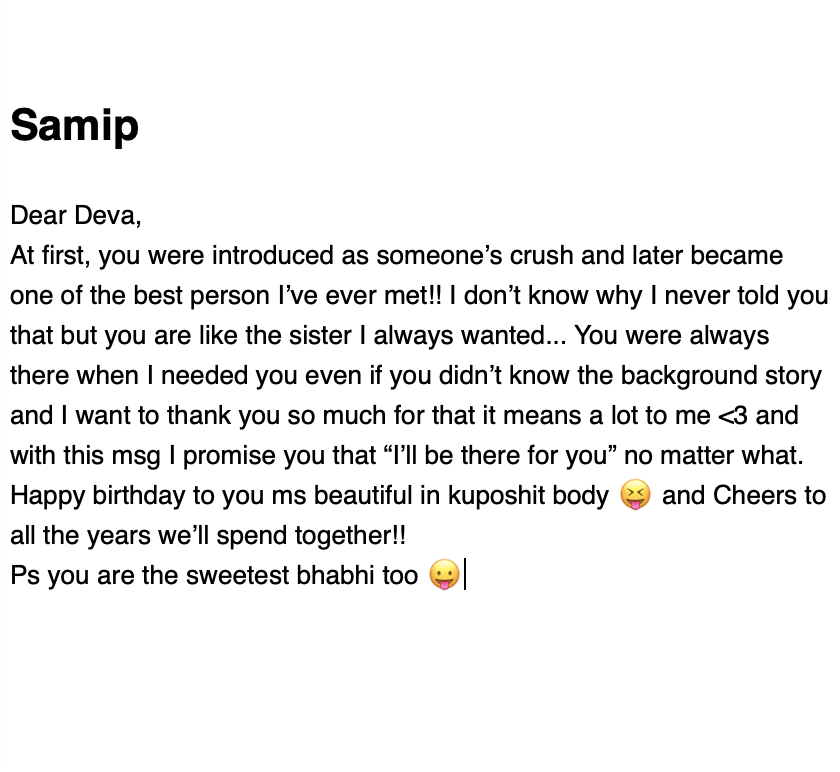 Samip
Dear Deva,
At first, you were introduced as someone’s crush and later became
one of the best person I’ve ever met!! I don’t know why I never told you
that but you are like the sister I always wanted... You were always
there when I needed you even if you didn’t know the background story
and I want to thank you so much for that it means a lot to me <3 and
with this msg I promise you that “I’ll be there for you” no matter what.
Happy birthday to you ms beautiful in kuposhit body 😝 and Cheers to
all the years we’ll spend together!!
Ps you are the sweetest bhabhi too 😛